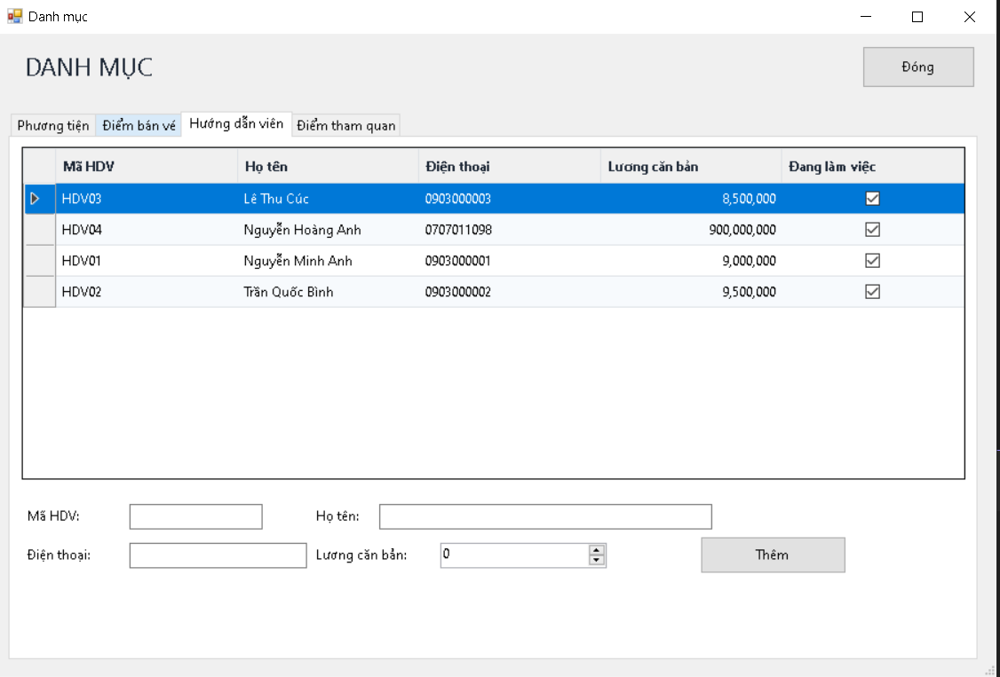 Danh mục
DANH MỤC
Đóng
Phương tiện Điểm bán vé Hướng dẫn viên Điểm tham quan
Mã HDV Họ tên Điện thoại Lương căn bản Đang làm việc
HDV03 Lê Thu Cúc 0903000003 8,500,000
HDV04 Nguyễn Hoàng Anh 0707011098 900,000,000
HDV01 Nguyễn Minh Anh 0903000001 9,000,000
HDV02 Trần Quốc Bình 0903000002 9,500,000
Mã HDV: Họ tên:
Điện thoại: Lương căn bản: 0 Thêm